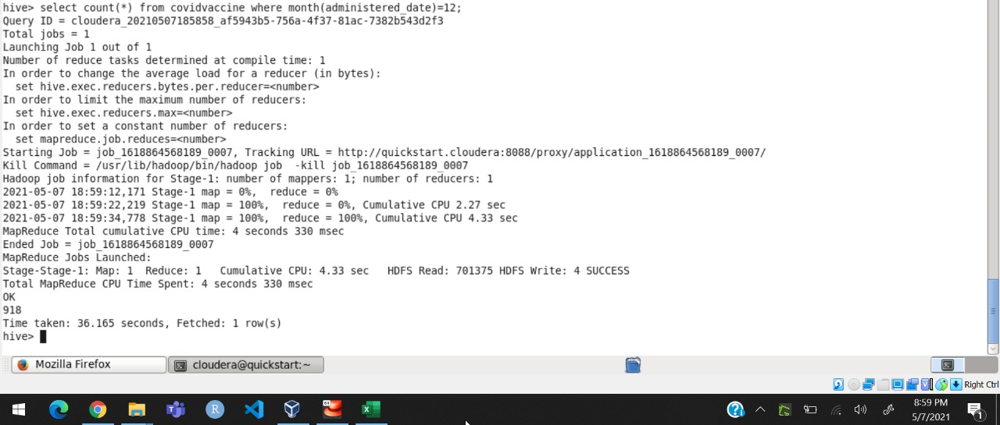 hive> select count(*) from covidvaccine where month(administered_date)=12;
Query ID = cloudera_20210507185858_af5943b5-756a-4f37-81ac-7382b543d2f3
Total jobs = 1
Launching Job 1 out of 1
Number of reduce tasks determined at compile time: 1
In order to change the average load for a reducer (in bytes):
  set hive.exec.reducers.bytes.per.reducer=<number>
In order to limit the maximum number of reducers:
  set hive.exec.reducers.max=<number>
In order to set a constant number of reducers:
  set mapreduce.job.reduces=<number>
Starting Job = job_1618864568189_0007, Tracking URL = http://quickstart.cloudera:8088/proxy/application_1618864568189_0007/
Kill Command = /usr/lib/hadoop/bin/hadoop job  -kill job_1618864568189_0007
Hadoop job information for Stage-1: number of mappers: 1; number of reducers: 1
2021-05-07 18:59:12,171 Stage-1 map = 0%,  reduce = 0%
2021-05-07 18:59:22,219 Stage-1 map = 100%,  reduce = 0%, Cumulative CPU 2.27 sec
2021-05-07 18:59:34,778 Stage-1 map = 100%,  reduce = 100%, Cumulative CPU 4.33 sec
MapReduce Total cumulative CPU time: 4 seconds 330 msec
Ended Job = job_1618864568189_0007
MapReduce Jobs Launched:
Stage-Stage-1: Map: 1  Reduce: 1   Cumulative CPU: 4.33 sec   HDFS Read: 701375 HDFS Write: 4 SUCCESS
Total MapReduce CPU Time Spent: 4 seconds 330 msec
OK
918
Time taken: 36.165 seconds, Fetched: 1 row(s)
hive>
Mozilla Firefox
cloudera@quickstart:~
Right Ctrl
R
64
8:59 PM
5/7/2021
1